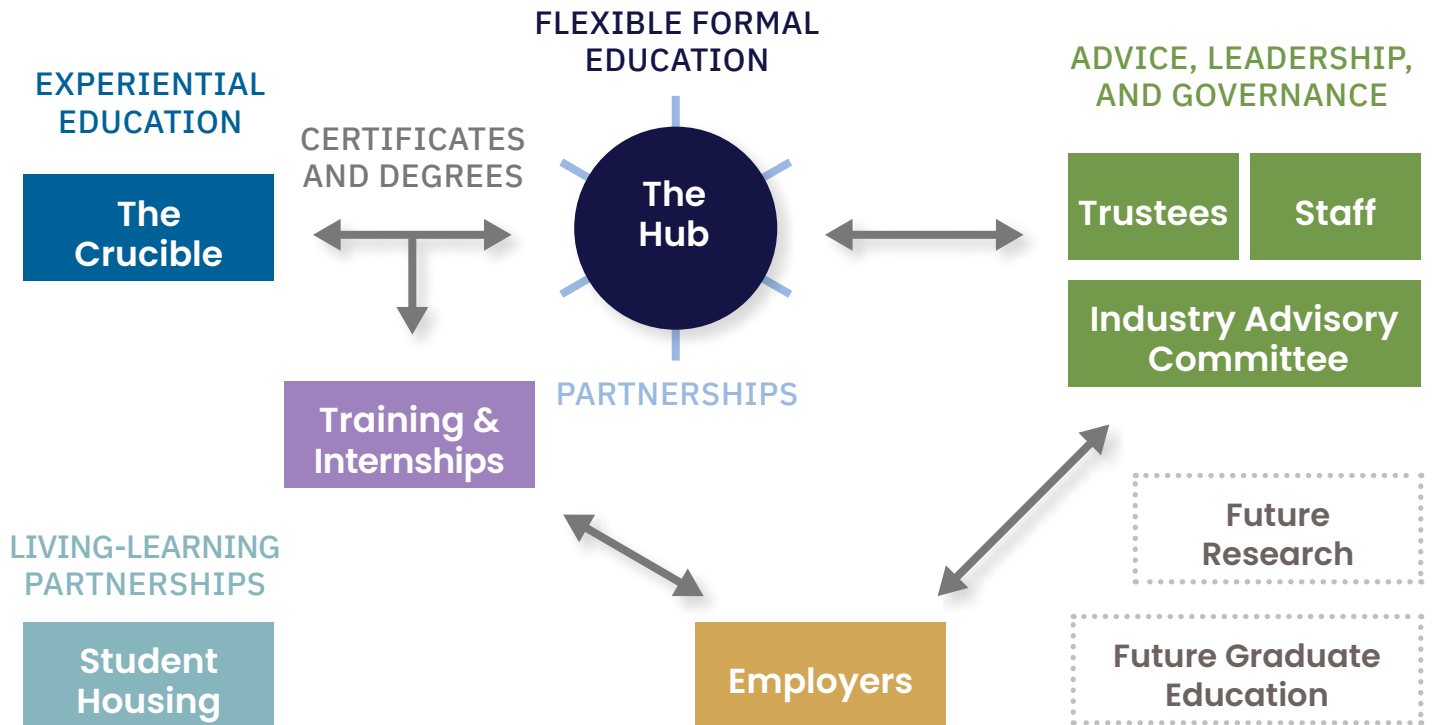 FLEXIBLE FORMAL
EDUCATION
EXPERIENTIAL
EDUCATION
CERTIFICATES
AND DEGREES
ADVICE, LEADERSHIP,
AND GOVERNANCE
The
Crucible
The
Hub
Trustees
Staff
Industry Advisory
Committee
PARTNERSHIPS
Training &
Internships
Future
Research
LIVING-LEARNING
PARTNERSHIPS
Student
Housing
Employers
Future Graduate
Education